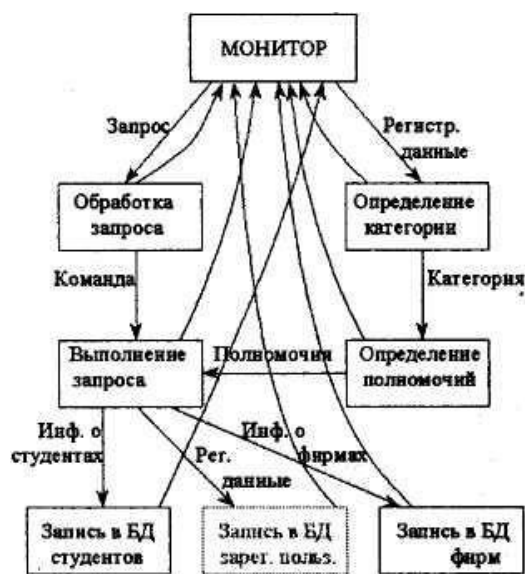 МОНИТОР
Запрос
Регистр.
данные
Обработка
запроса
Определение
категории
Команда
Категория
Выполнение
запроса
Полномочия
Определение
полномочий
Инф. о
студентах
Рег.
данные
Инф. о
фирмах
Запись в БД
студентов
Запись в БД
зарег. польз.
Запись в БД
фирм